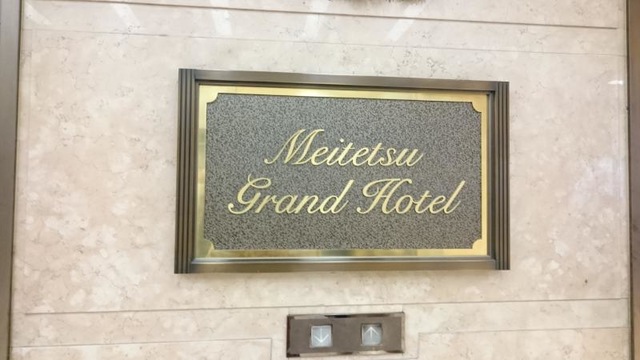 Meitetsu
Grand Hotel